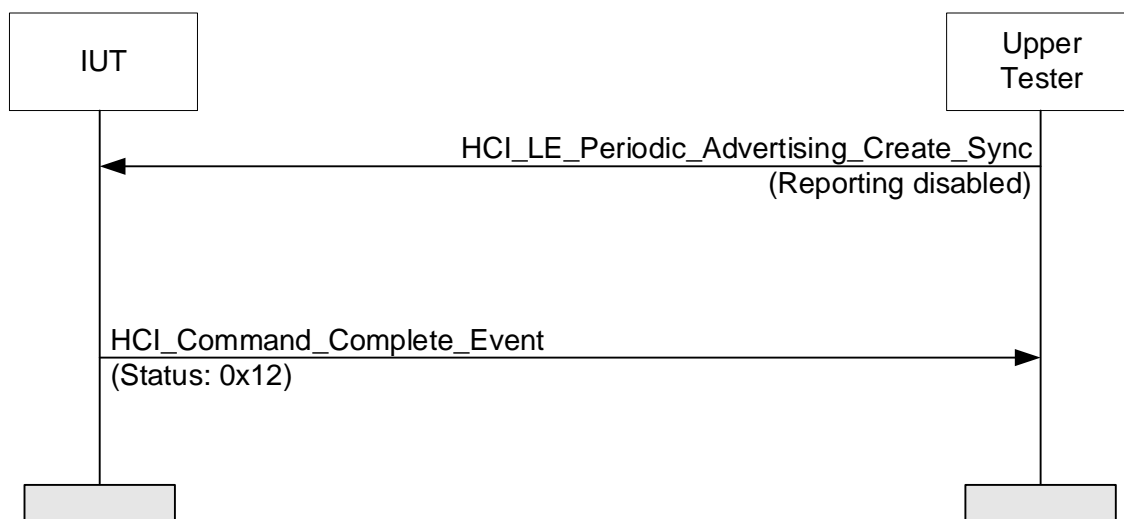 IUT
Upper
Tester
HCI_LE_Periodic_Advertising_Create_Sync
(Reporting disabled)
HCI_Command_Complete_Event
(Status: 0x12)